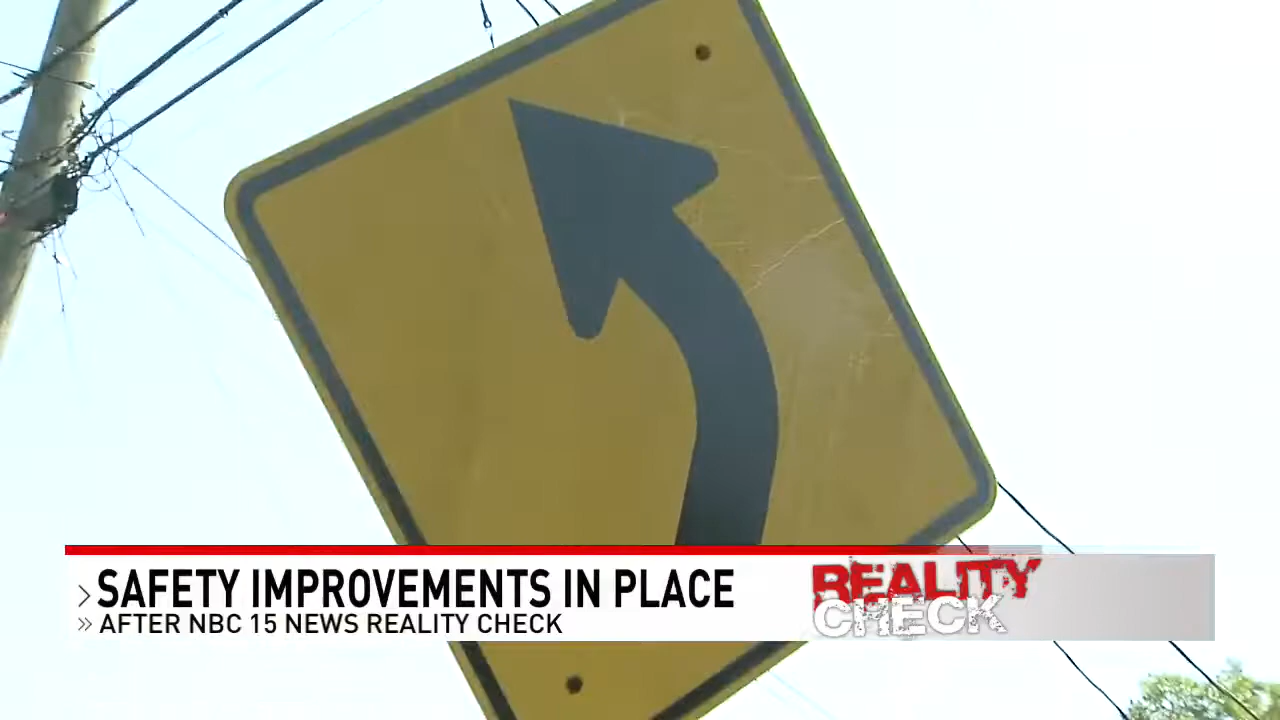 SAFETY IMPROVEMENTS IN PLACE
AFTER NBC 15 NEWS REALITY CHECK
REALITY
CHECK